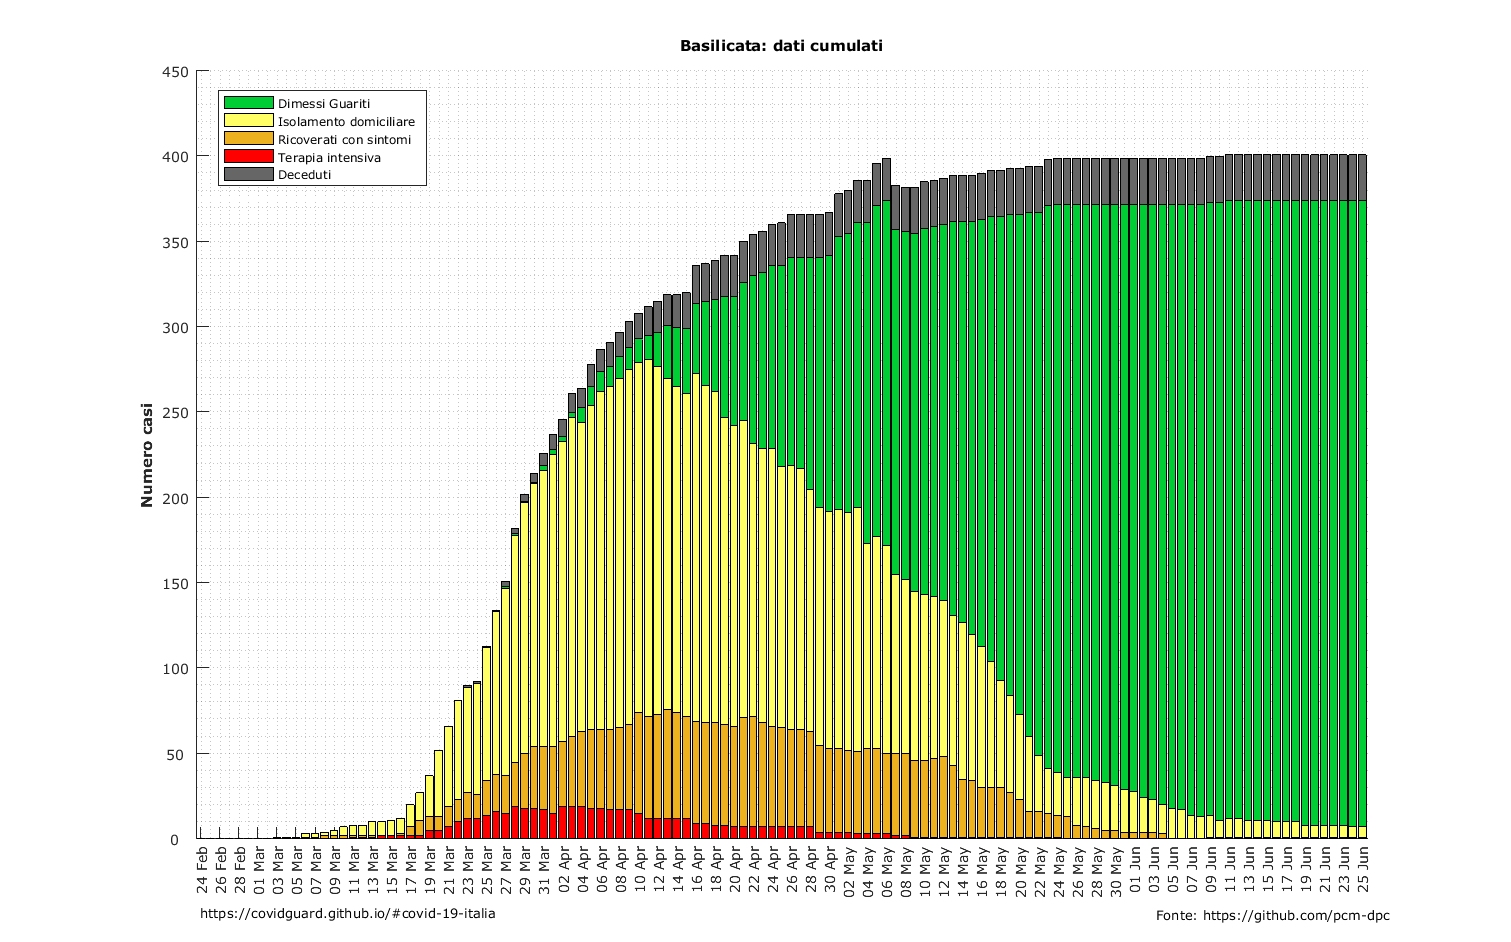 Basilicata: dati cumulati
450
400
350
300
250
200
150
100
50
0
Numero casi
Dimessi Guariti
Isolamento domiciliare
Ricoverati con sintomi
Terapia intensiva
Deceduti
24 Feb
26 Feb
28 Feb
01 Mar
03 Mar
05 Mar
07 Mar
09 Mar
11 Mar
13 Mar
15 Mar
17 Mar
19 Mar
21 Mar
23 Mar
25 Mar
27 Mar
29 Mar
31 Mar
02 Apr
04 Apr
06 Apr
08 Apr
10 Apr
12 Apr
14 Apr
16 Apr
18 Apr
20 Apr
22 Apr
24 Apr
26 Apr
28 Apr
30 Apr
02 May
04 May
06 May
08 May
10 May
12 May
14 May
16 May
18 May
20 May
22 May
24 May
26 May
28 May
30 May
01 Jun
03 Jun
05 Jun
07 Jun
09 Jun
11 Jun
13 Jun
15 Jun
17 Jun
19 Jun
21 Jun
23 Jun
25 Jun
https://covidguard.github.io/#covid-19-italia
Fonte: https://github.com/pcm-dpc